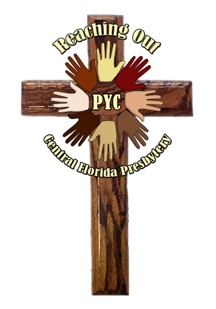 Reaching Out
PYC
Central Florida Presbytery